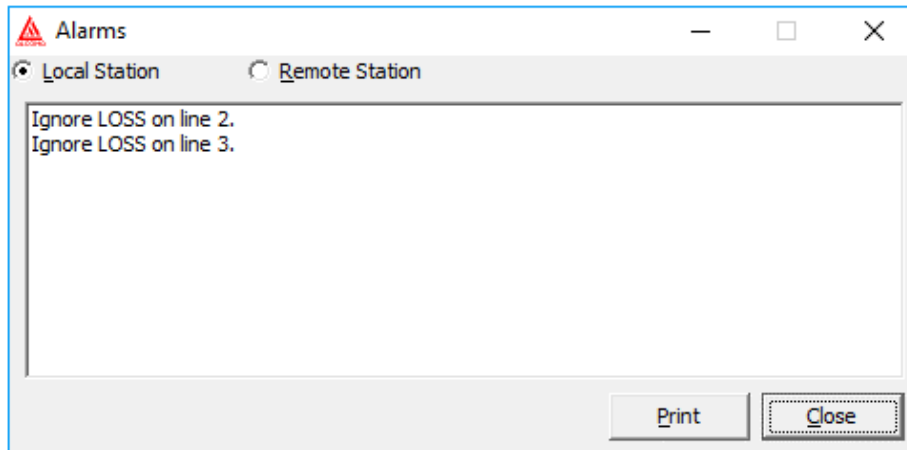 Alarms
Local Station Remote Station
Ignore LOSS on line 2.
Ignore LOSS on line 3.
Print Close